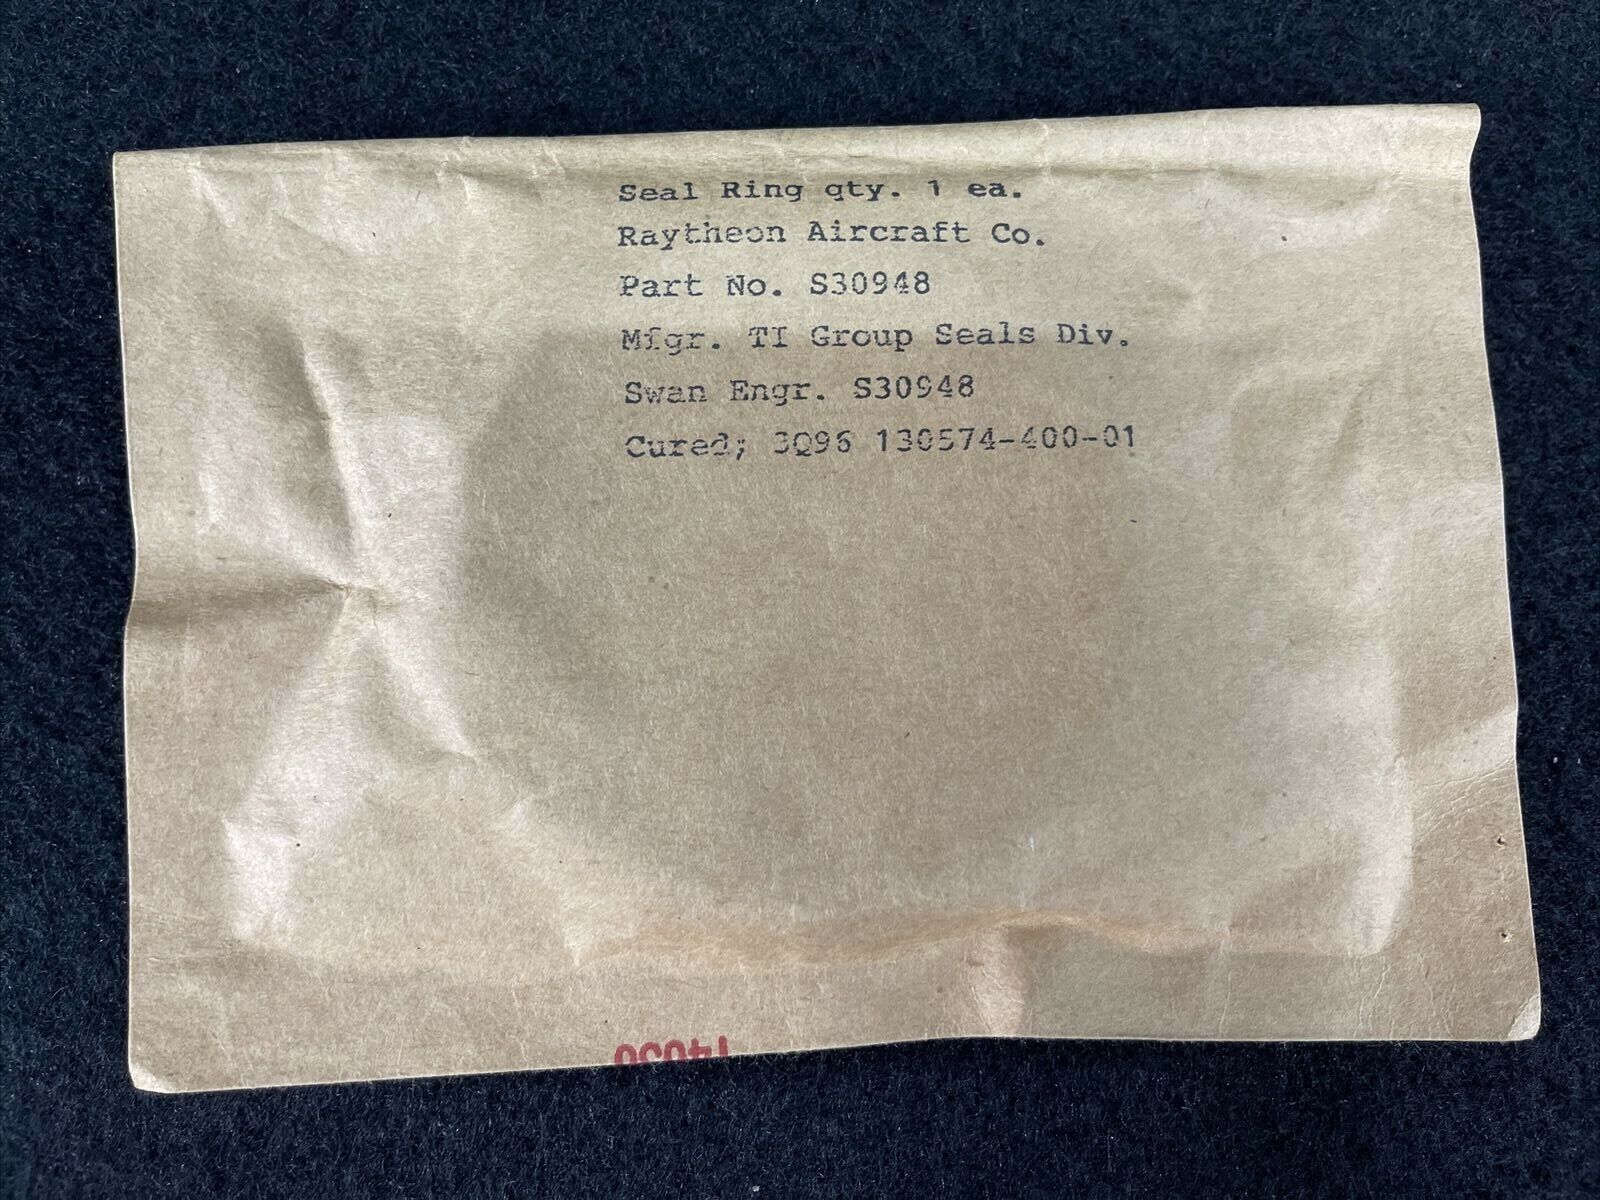 Seal Ring qty. 1 ea.
Raytheon Aircraft Co.
Part No. S30948
Mfgr. TI Group Seals Div.
Swan Engr. S30948
Cured; 3Q96 130574-400-01